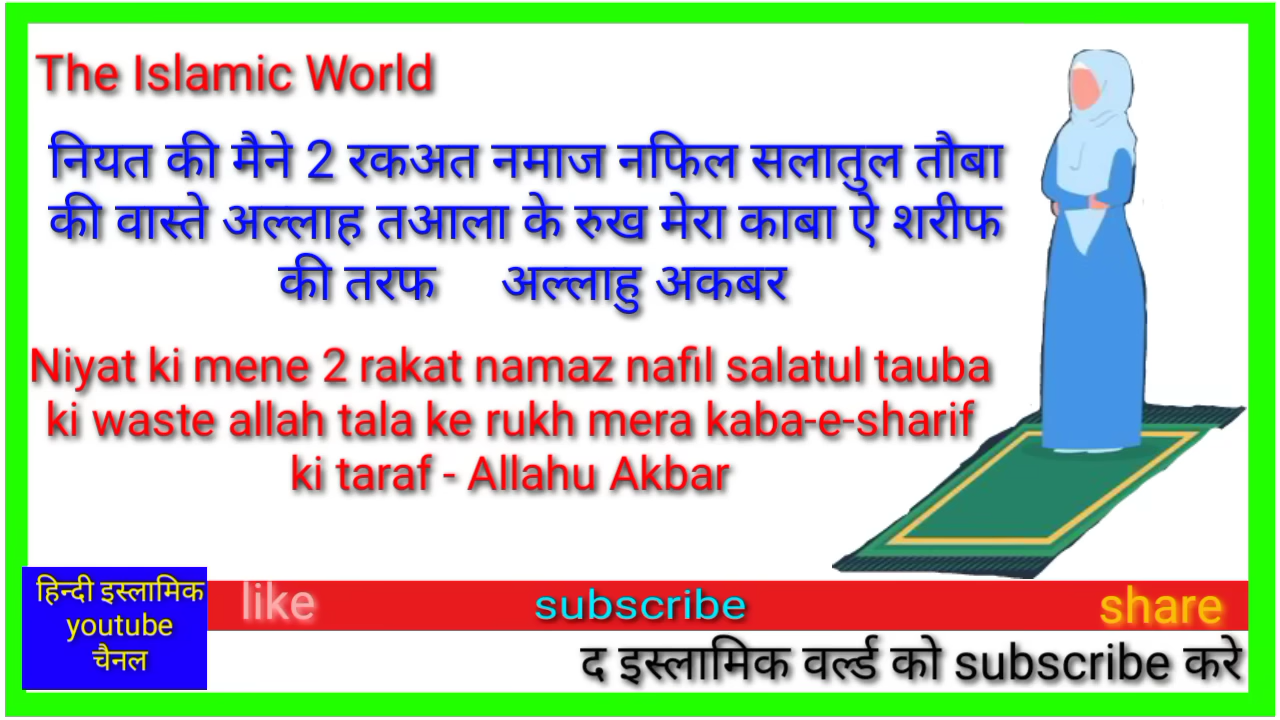 The Islamic World
नियत की मैने 2 रकअत नमाज नफिल सलातुल तौबा
की वास्ते अल्लाह तआला के रुख मेरा काबा ऐ शरीफ
की तरफ अल्लाहु अकबर
Niyat ki mene 2 rakat namaz nafil salatul tauba
ki waste allah tala ke rukh mera kaba-e-sharif
ki taraf - Allahu Akbar
हिन्दी इस्लामिक
youtube
चैनल
like subscribe share
द इस्लामिक वर्ल्ड को subscribe करे